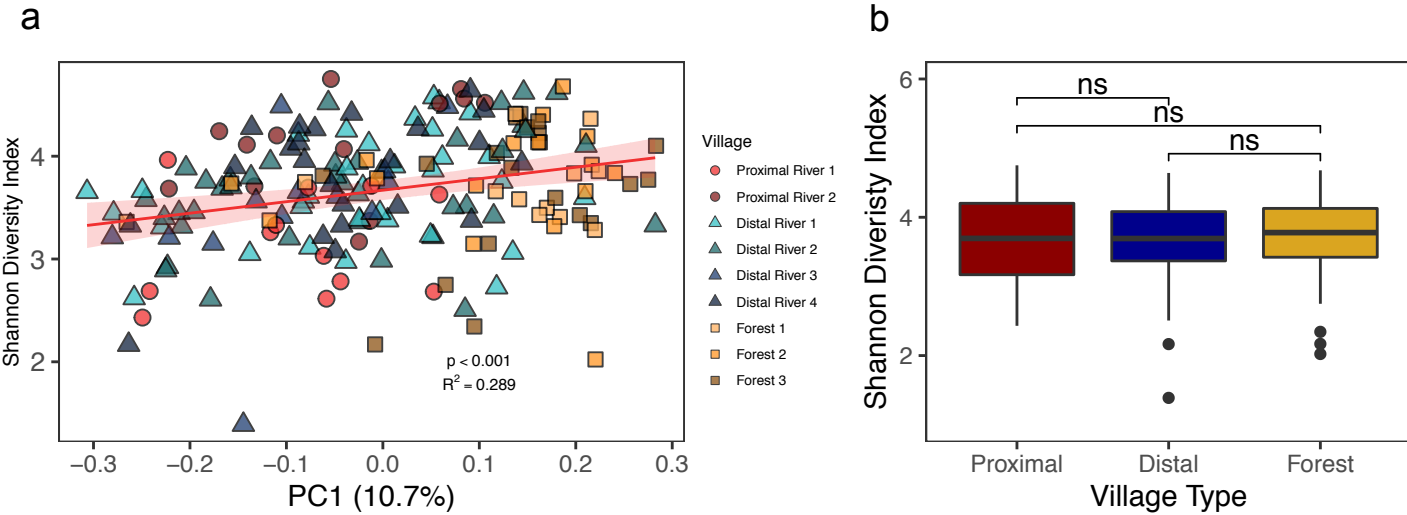 a
Shannon Diversity Index
4
3
2
p < 0.001
R² = 0.289
−0.3
−0.2
−0.1
0.0
0.1
0.2
0.3
PC1 (10.7%)
Village
Proximal River 1
Proximal River 2
Distal River 1
Distal River 2
Distal River 3
Distal River 4
Forest 1
Forest 2
Forest 3
b
Shannon Diveristy Index
6
4
2
ns
ns
ns
Proximal
Distal
Forest
Village Type